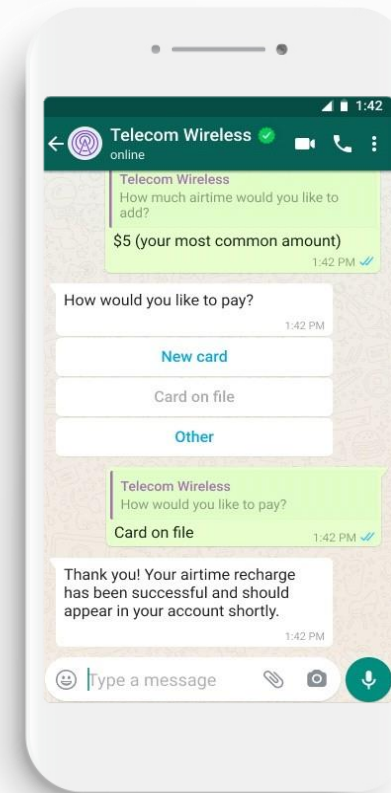 1:42
Telecom Wireless
online
Telecom Wireless
How much airtime would you like to
add?
$5 (your most common amount)
1:42 PM
How would you like to pay?
1:42 PM
New card
Card on file
Other
Telecom Wireless
How would you like to pay?
Card on file
1:42 PM
Thank you! Your airtime recharge
has been successful and should
appear in your account shortly.
1:42 PM
Type a message